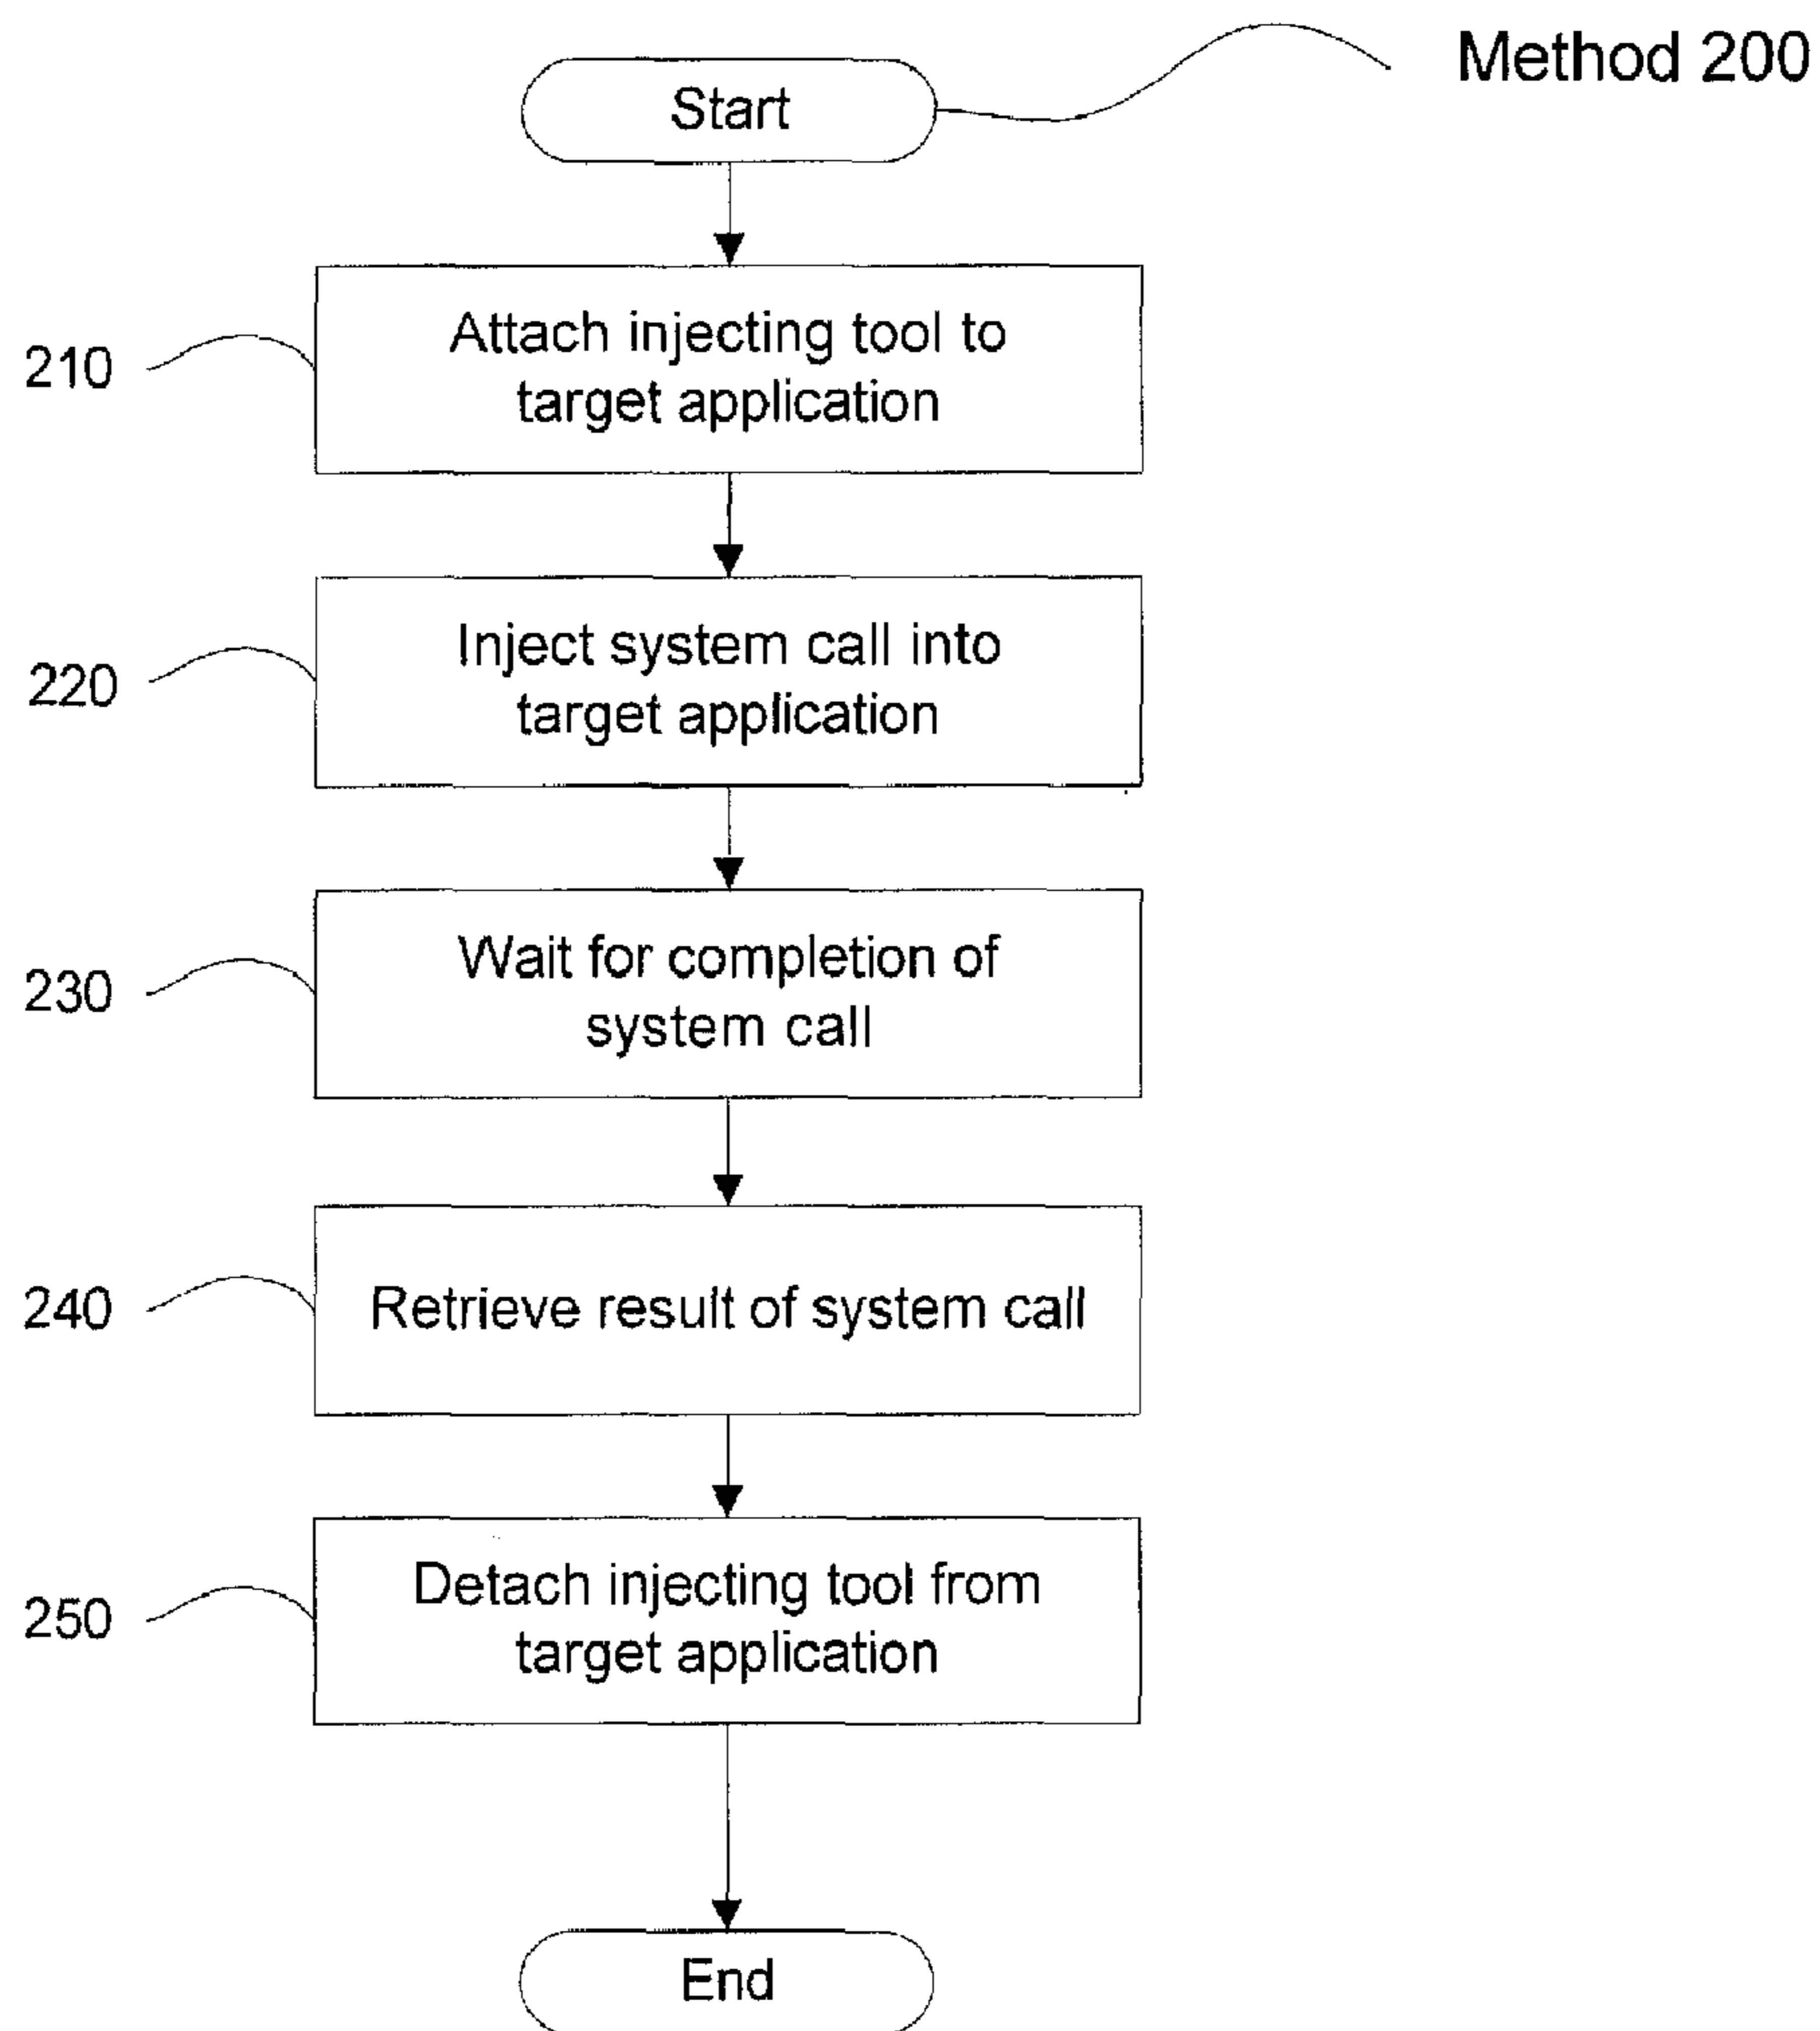 Method 200
Start
210
Attach injecting tool to
target application
220
Inject system call into
target application
230
Wait for completion of
system call
240
Retrieve result of system call
250
Detach injecting tool from
target application
End